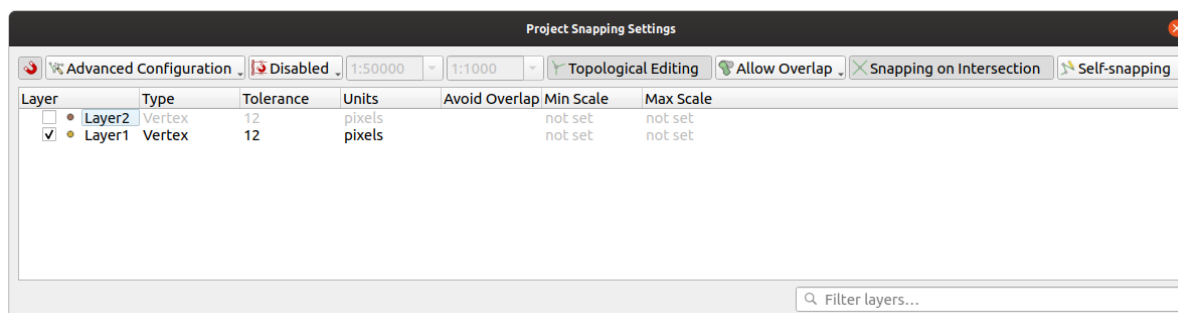 Project Snapping Settings
Advanced Configuration Disabled 1:50000 1:1000 Topological Editing Allow Overlap Snapping on Intersection Self-snapping
Layer Type Tolerance Units Avoid Overlap Min Scale Max Scale
Layer2 Vertex 12 pixels not set not set
Layer1 Vertex 12 pixels not set not set
Filter layers...